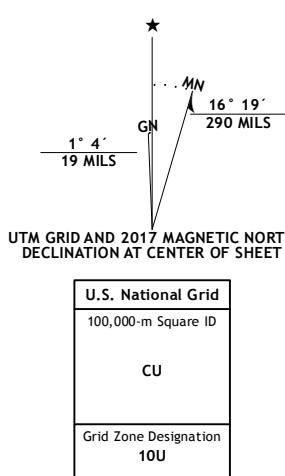 ★
MN
GN
16° 19´
290 MILS
1° 4´
19 MILS
UTM GRID AND 2017 MAGNETIC NORT
DECLINATION AT CENTER OF SHEET
U.S. National Grid
100,000-m Square ID
CU
Grid Zone Designation
10U